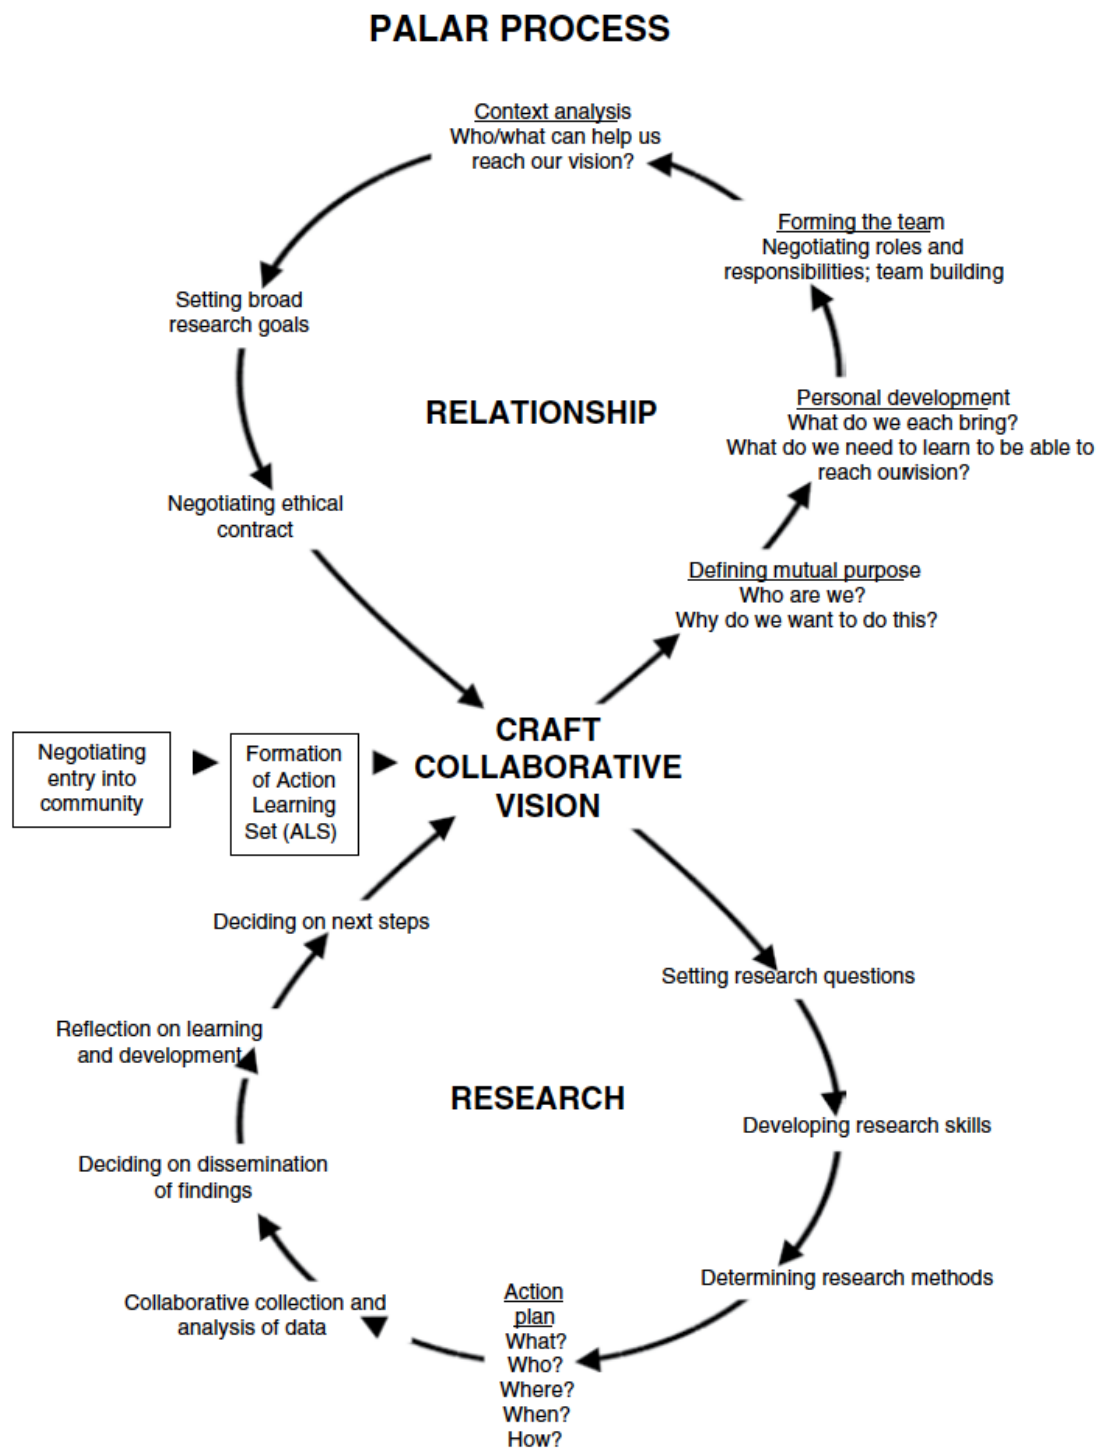 PALAR PROCESS
Context analysis
Who/what can help us
reach our vision?
Forming the team
Negotiating roles and
responsibilities; team building
Setting broad
research goals
RELATIONSHIP
Personal development
What do we each bring?
What do we need to learn to be able to
reach ourvision?
Negotiating ethical
contract
Defining mutual purpose
Who are we?
Why do we want to do this?
CRAFT
COLLABORATIVE
VISION
Negotiating
entry into
community
Formation
of Action
Learning
Set (ALS)
Deciding on next steps
Setting research questions
Reflection on learning
and development
RESEARCH
Developing research skills
Deciding on dissemination
of findings
Determining research methods
Collaborative collection and
analysis of data
Action
plan
What?
Who?
Where?
When?
How?